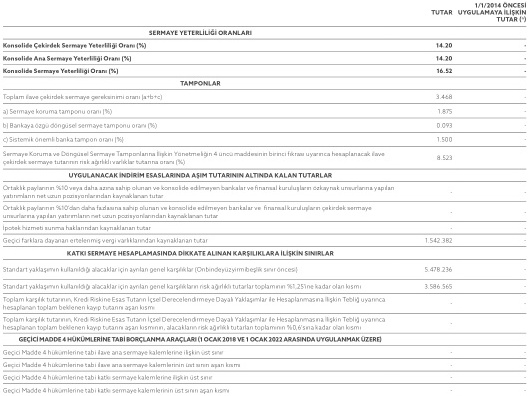 1/1/2014 ÖNCESİ
TUTAR UYGULAMAYA İLİŞKİN
TUTAR (*)
SERMAYE YETERLİLİĞİ ORANLARI
Konsolide Çekirdek Sermaye Yeterliliği Oranı (%) 14.20 -
Konsolide Ana Sermaye Yeterliliği Oranı (%) 14.20 -
Konsolide Sermaye Yeterliliği Oranı (%) 16.52 -
TAMPONLAR
Toplam ilave çekirdek sermaye gereksinimi oranı (a+b+c) 3.468 -
a) Sermaye koruma tamponu oranı (%) 1.875 -
b) Bankaya özgü döngüsel sermaye tamponu oranı (%) 0.093 -
c) Sistemik önemli banka tampon oranı (%) 1.500 -
Sermaye Koruma ve Döngüsel Sermaye Tamponlarına İlişkin Yönetmeliğin 4 üncü maddesinin birinci fıkrası uyarınca hesaplanacak ilave
çekirdek sermaye tutarının risk ağırlıklı varlıklar tutarına oranı (%) 8.523 -
UYGULANACAK İNDİRİM ESASLARINDA AŞIM TUTARININ ALTINDA KALAN TUTARLAR
Ortaklık paylarının %10 veya daha azına sahip olunan ve konsolide edilmeyen bankalar ve finansal kuruluşların özkaynak unsurlarına yapılan
yatırımların net uzun pozisyonlarından kaynaklanan tutar - -
Ortaklık paylarının %10'dan daha fazlasına sahip olunan ve konsolide edilmeyen bankalar ve finansal kuruluşların çekirdek sermaye
unsurlarına yapılan yatırımların net uzun pozisyonlarından kaynaklanan tutar - -
İpotek hizmeti sunma haklarından kaynaklanan tutar - -
Geçici farklara dayanan ertelenmiş vergi varlıklarından kaynaklanan tutar 1.542.382 -
KATKI SERMAYE HESAPLAMASINDA DİKKATE ALINAN KARŞILIKLARA İLİŞKİN SINIRLAR
Standart yaklaşımın kullanıldığı alacaklar için ayrılan genel karşılıklar (Onbindeyüzyirmibeşlik sınır öncesi) 5.478.236 -
Standart yaklaşımın kullanıldığı alacaklar için ayrılan genel karşılıkların risk ağırlıklı tutarlar toplamının %1,25'ine kadar olan kısmı 3.586.565 -
Toplam karşılık tutarının, Kredi Riskine Esas Tutarın İçsel Derecelendirmeye Dayalı Yaklaşımlar ile Hesaplanmasına İlişkin Tebliğ uyarınca
hesaplanan toplam beklenen kayıp tutarını aşan kısmı - -
Toplam karşılık tutarının, Kredi Riskine Esas Tutarın İçsel Derecelendirmeye Dayalı Yaklaşımlar ile Hesaplanmasına İlişkin Tebliğ uyarınca
hesaplanan toplam beklenen kayıp tutarını aşan kısmının, alacakların risk ağırlıklı tutarları toplamının %0,6'sına kadar olan kısmı - -
GEÇİCİ MADDE 4 HÜKÜMLERİNE TABİ BORÇLANMA ARAÇLARI (1 OCAK 2018 VE 1 OCAK 2022 ARASINDA UYGULANMAK ÜZERE)
Geçici Madde 4 hükümlerine tabi ilave ana sermaye kalemlerine ilişkin üst sınır - -
Geçici Madde 4 hükümlerine tabi ilave ana sermaye kalemlerinin üst sınırı aşan kısmı - -
Geçici Madde 4 hükümlerine tabi katkı sermaye kalemlerine ilişkin üst sınır - -
Geçici Madde 4 hükümlerine tabi katkı sermaye kalemlerinin üst sınırı aşan kısmı - -